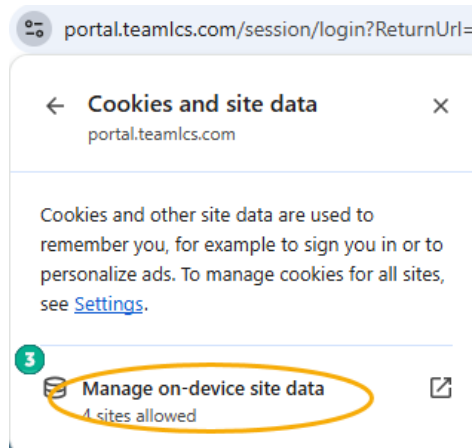 portal.teamlcs.com/session/login?ReturnUrl=
Cookies and site data
portal.teamlcs.com
Cookies and other site data are used to
remember you, for example to sign you in or to
personalize ads. To manage cookies for all sites,
see Settings.
3
Manage on-device site data
4 sites allowed